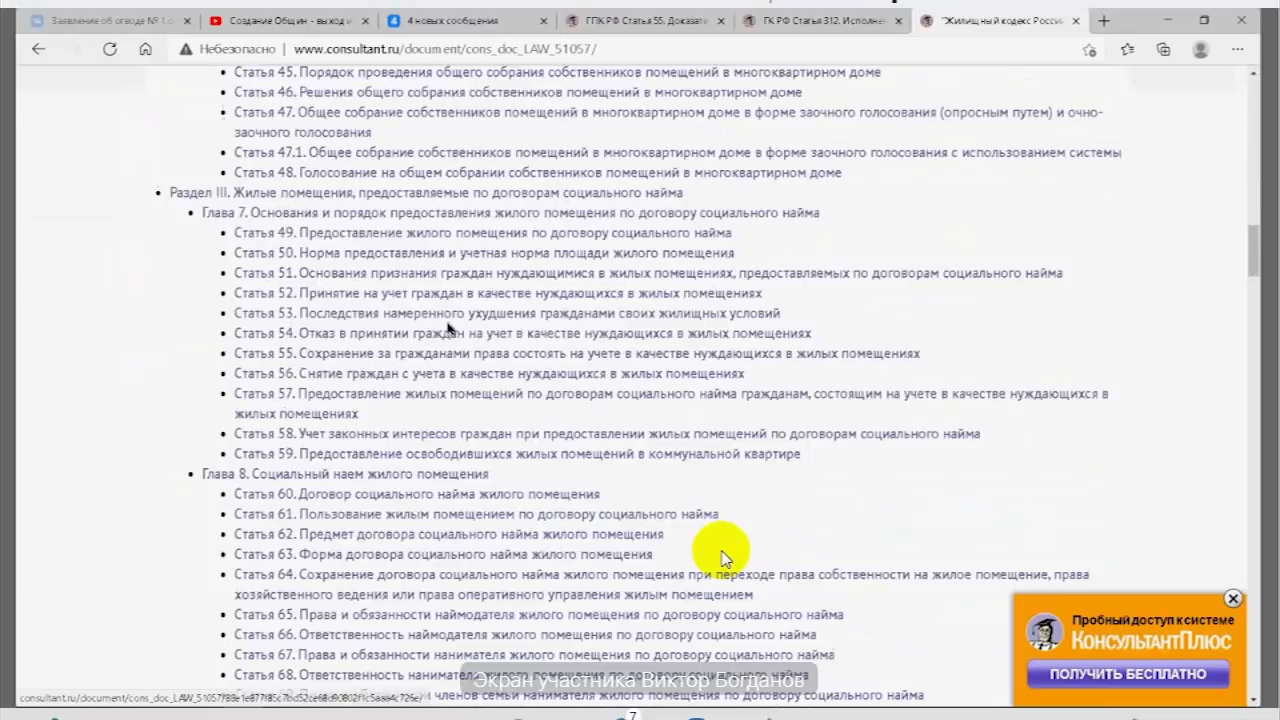 Заявление об отводе № 1.
Создание Общин - выход и
4 новых сообщения
ГПК РФ Статья 55. Доказате
ГК РФ Статья 312. Исполне
"Жилищный кодекс Росси
Небезопасно | www.consultant.ru/document/cons_doc_LAW_51057/
Статья 45. Порядок проведения общего собрания собственников помещений в многоквартирном доме
Статья 46. Решения общего собрания собственников помещений в многоквартирном доме
Статья 47. Общее собрание собственников помещений в многоквартирном доме в форме заочного голосования (опросным путем) и очно-
заочного голосования
Статья 47.1. Общее собрание собственников помещений в многоквартирном доме в форме заочного голосования с использованием системы
Статья 48. Голосование на общем собрании собственников помещений в многоквартирном доме
Раздел III. Жилые помещения, предоставляемые по договорам социального найма
Глава 7. Основания и порядок предоставления жилого помещения по договору социального найма
Статья 49. Предоставление жилого помещения по договору социального найма
Статья 50. Норма предоставления и учетная норма площади жилого помещения
Статья 51. Основания признания граждан нуждающимися в жилых помещениях, предоставляемых по договорам социального найма
Статья 52. Принятие на учет граждан в качестве нуждающихся в жилых помещениях
Статья 53. Последствия намеренного ухудшения гражданами своих жилищных условий
Статья 54. Отказ в принятии граждан на учет в качестве нуждающихся в жилых помещениях
Статья 55. Сохранение за гражданами права состоять на учете в качестве нуждающихся в жилых помещениях
Статья 56. Снятие граждан с учета в качестве нуждающихся в жилых помещениях
Статья 57. Предоставление жилых помещений по договорам социального найма гражданам, состоящим на учете в качестве нуждающихся в
жилых помещениях
Статья 58. Учет законных интересов граждан при предоставлении жилых помещений по договорам социального найма
Статья 59. Предоставление освободившихся жилых помещений в коммунальной квартире
Глава 8. Социальный наем жилого помещения
Статья 60. Договор социального найма жилого помещения
Статья 61. Пользование жилым помещением по договору социального найма
Статья 62. Предмет договора социального найма жилого помещения
Статья 63. Форма договора социального найма жилого помещения
Статья 64. Сохранение договора социального найма жилого помещения при переходе права собственности на жилое помещение, права
хозяйственного ведения или права оперативного управления жилым помещением
Статья 65. Права и обязанности наймодателя жилого помещения по договору социального найма
Статья 66. Ответственность наймодателя жилого помещения по договору социального найма
Статья 67. Права и обязанности нанимателя жилого помещения по договору социального найма
Статья 68. Ответственность
членов семьи нанимателя жилого помещения по договору социального найма
Экран участника Виктор Богданов
Пробный доступ к системе
КонсультантПлюс
ПОЛУЧИТЬ БЕСПЛАТНО
7